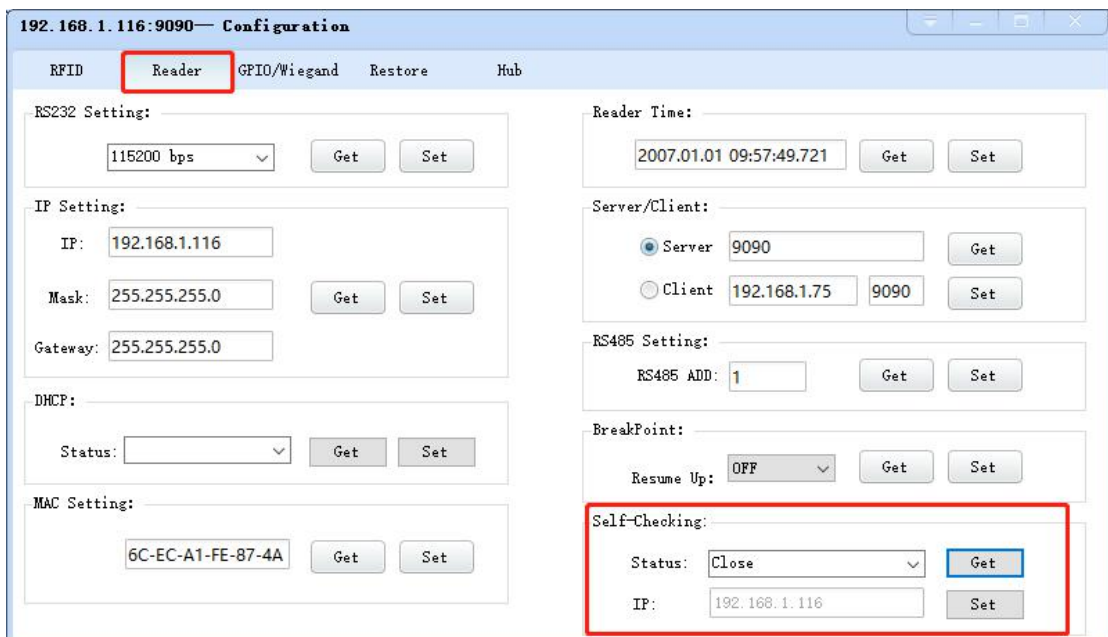 192.168.1.116:9090— Configuration
RFID Reader GPIO/Wiegand Restore Hub
RS232 Setting:
115200 bps Get Set
IP Setting:
IP: 192.168.1.116
Mask: 255.255.255.0 Get Set
Gateway: 255.255.255.0
DHCP:
Status: Get Set
MAC Setting:
6C-EC-A1-FE-87-4A Get Set
Reader Time:
2007.01.01 09:57:49.721 Get Set
Server/Client:
Server 9090 Get
Client 192.168.1.75 9090 Set
RS485 Setting:
RS485 ADD: 1 Get Set
BreakPoint:
Resume Up: OFF Get Set
Self-Checking:
Status: Close Get
IP: 192.168.1.116 Set